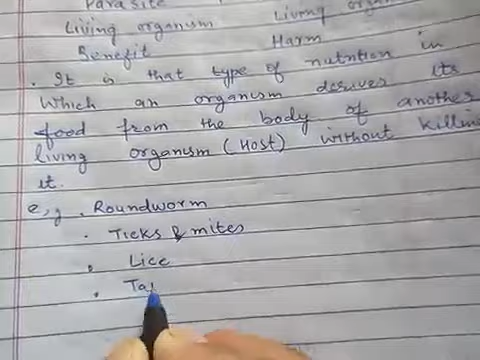 Parasite
Living organism Living
Benefit Harm
. It is that type of nutrition in
Which an organism derives its
food from the body of another
living organism (Host) without killing
it.
e.g . Roundworm
. Ticks & mites
. Lice
. Ta